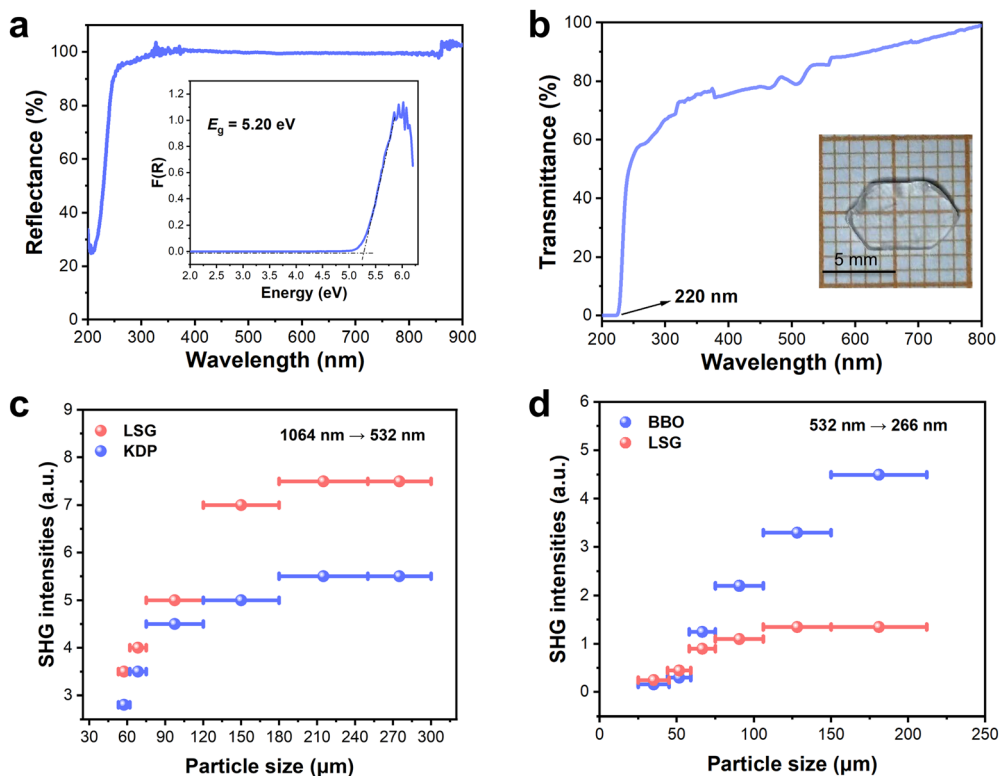 a
Reflectance (%)
120
100
80
60
40
20
0
200 300 400 500 600 700 800 900
Wavelength (nm)
F(R)
1.2
1.0
0.8
0.6
0.4
0.2
0.0
E_g = 5.20 eV
2.0 2.5 3.0 3.5 4.0 4.5 5.0 5.5 6.0
Energy (eV)
b
Transmittance (%)
100
80
60
40
20
0
220 nm
5 mm
200 300 400 500 600 700 800
Wavelength (nm)
c
SHG intensities (a.u.)
9
8
7
6
5
4
3
LSG
KDP
1064 nm → 532 nm
30 60 90 120 150 180 210 240 270 300
Particle size (μm)
d
SHG intensities (a.u.)
6
5
4
3
2
1
0
BBO
LSG
532 nm → 266 nm
0 50 100 150 200 250
Particle size (μm)